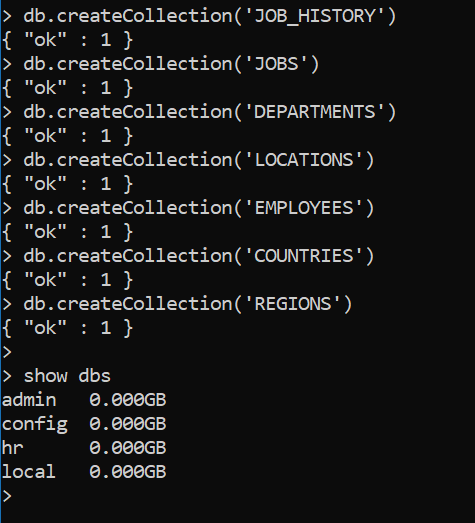 > db.createCollection('JOB_HISTORY')
{ "ok" : 1 }
> db.createCollection('JOBS')
{ "ok" : 1 }
> db.createCollection('DEPARTMENTS')
{ "ok" : 1 }
> db.createCollection('LOCATIONS')
{ "ok" : 1 }
> db.createCollection('EMPLOYEES')
{ "ok" : 1 }
> db.createCollection('COUNTRIES')
{ "ok" : 1 }
> db.createCollection('REGIONS')
{ "ok" : 1 }
>
> show dbs
admin   0.000GB
config  0.000GB
hr      0.000GB
local   0.000GB
>